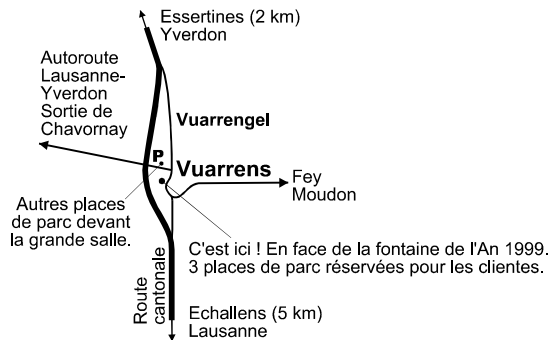 Essertines (2 km)
Yverdon
Autoroute
Lausanne-
Yverdon
Sortie de
Chavornay
Vuarrengel
P
Vuarrens
Fey
Moudon
Autres places
de parc devant
la grande salle.
C'est ici ! En face de la fontaine de l'An 1999.
3 places de parc réservées pour les clientes.
Route
cantonale
Echallens (5 km)
Lausanne